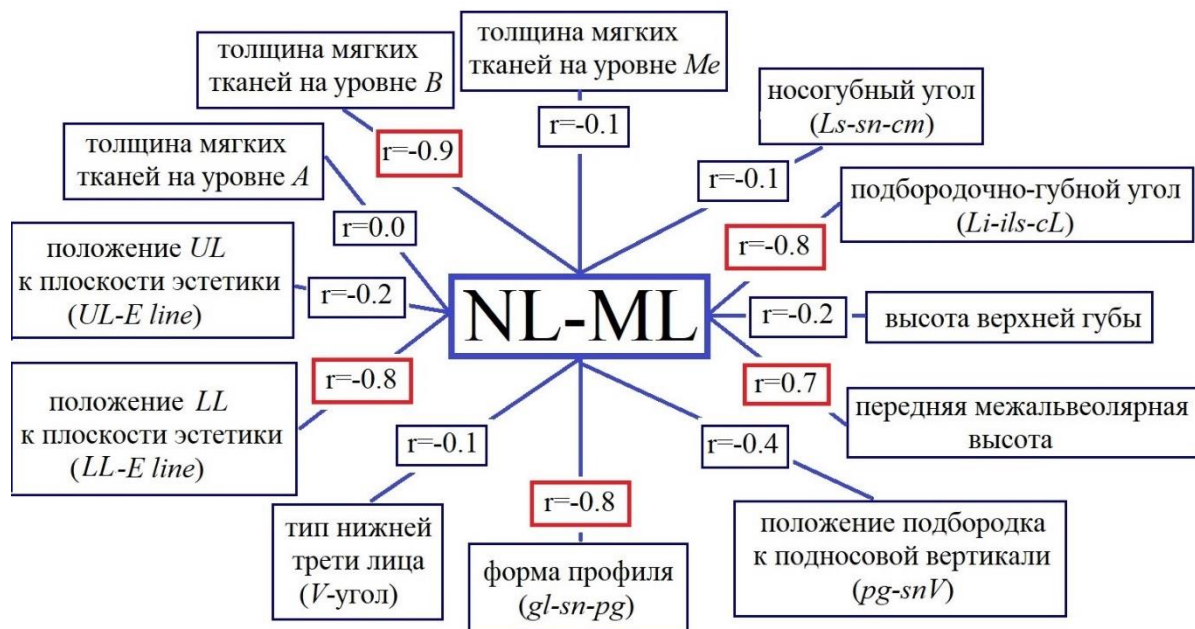 толщина мягких
тканей на уровне B
r=-0.9
толщина мягких
тканей на уровне Me
r=-0.1
носогубный угол
(Ls-sn-cm)
r=-0.1
подбородочно-губной угол
(Li-ils-cL)
r=-0.8
высота верхней губы
r=-0.2
передняя межальвеолярная
высота
r=0.7
положение подбородка
к подносовой вертикали
(pg-snV)
r=-0.4
форма профиля
(gl-sn-pg)
r=-0.8
тип нижней
трети лица
(V-угол)
r=-0.1
положение LL
к плоскости эстетики
(LL-E line)
r=-0.8
положение UL
к плоскости эстетики
(UL-E line)
r=-0.2
толщина мягких
тканей на уровне A
r=0.0
NL-ML